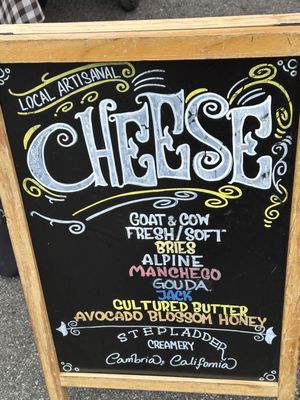 LOCAL ARTISANAL
CHEESE
GOAT & COW
FRESH/SOFT
BRIES
ALPINE
MANCHEGO
GOUDA
JACK
CULTURED BUTTER
AVOCADO BLOSSOM HONEY
STEPLADDER
CREAMERY
Cambria, California